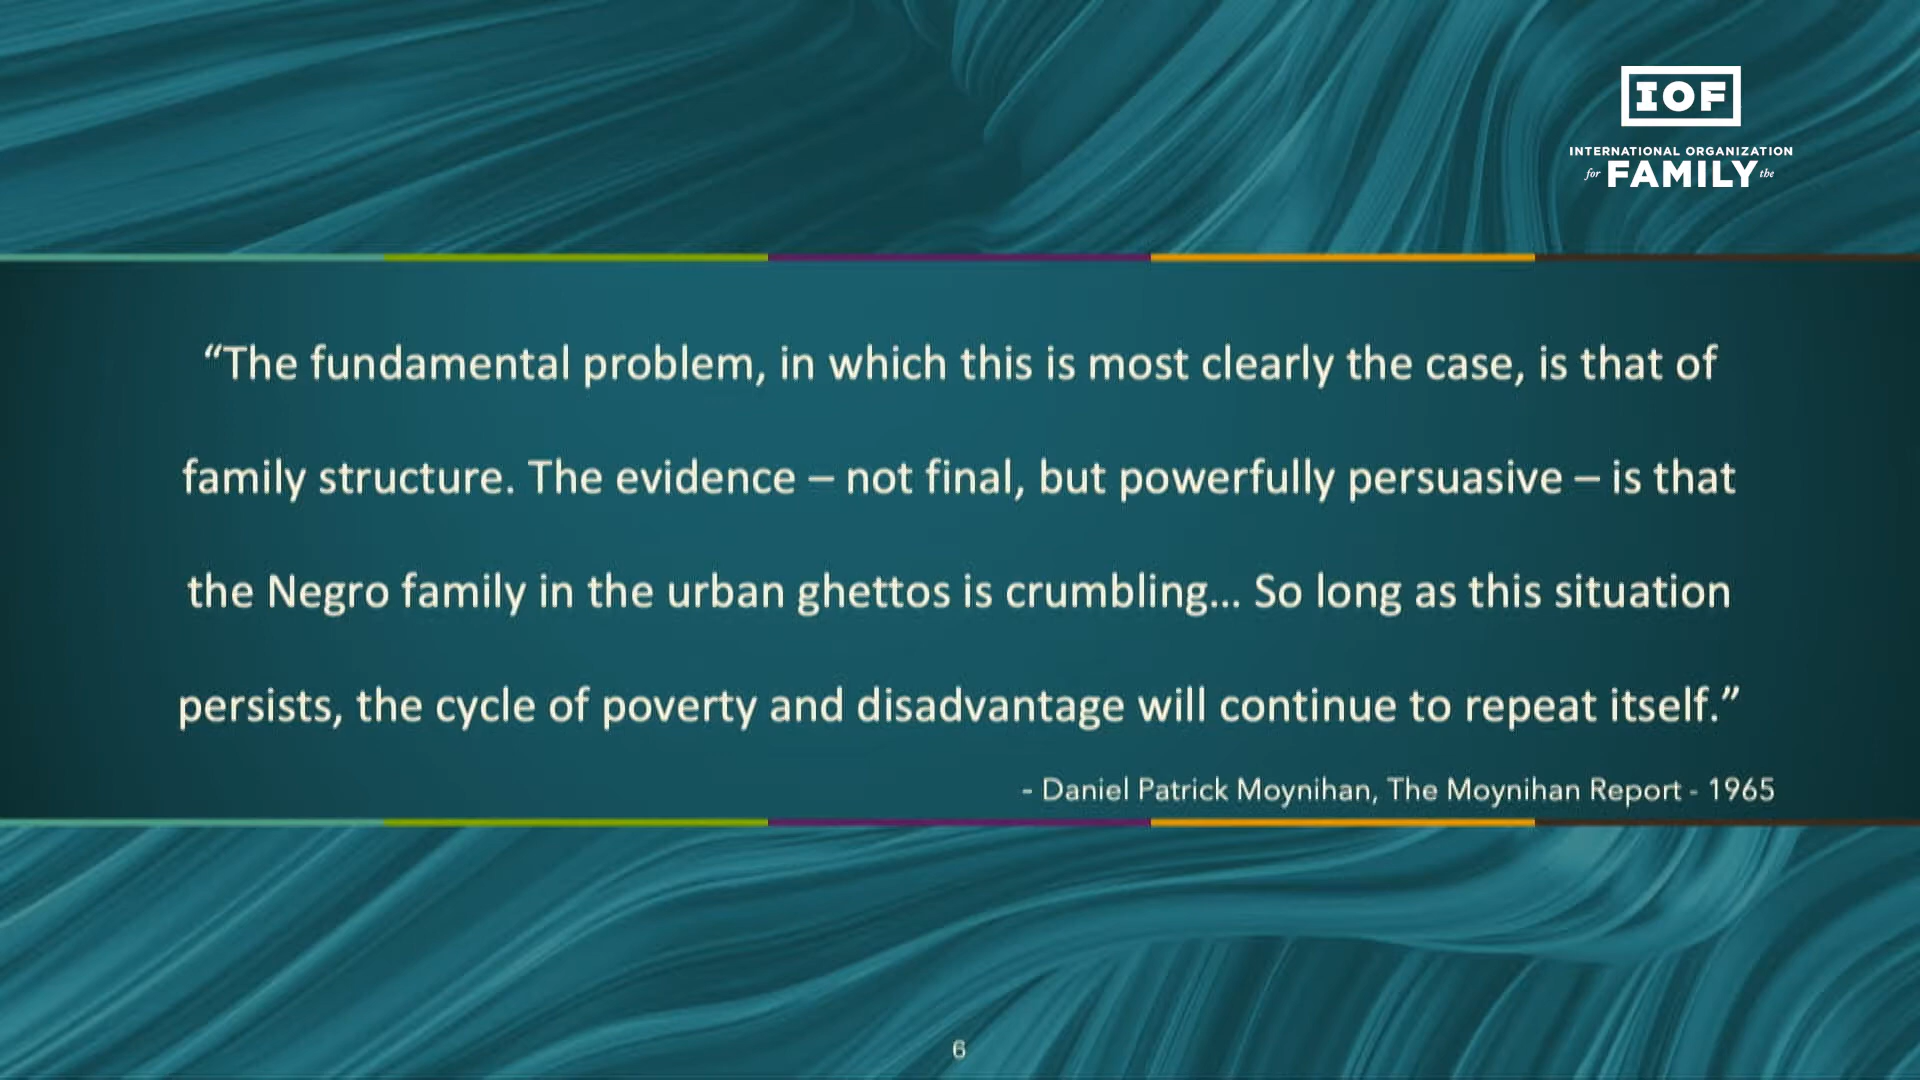 IOF
INTERNATIONAL ORGANIZATION
for FAMILY the
“The fundamental problem, in which this is most clearly the case, is that of
family structure. The evidence – not final, but powerfully persuasive – is that
the Negro family in the urban ghettos is crumbling... So long as this situation
persists, the cycle of poverty and disadvantage will continue to repeat itself.”
- Daniel Patrick Moynihan, The Moynihan Report - 1965
6